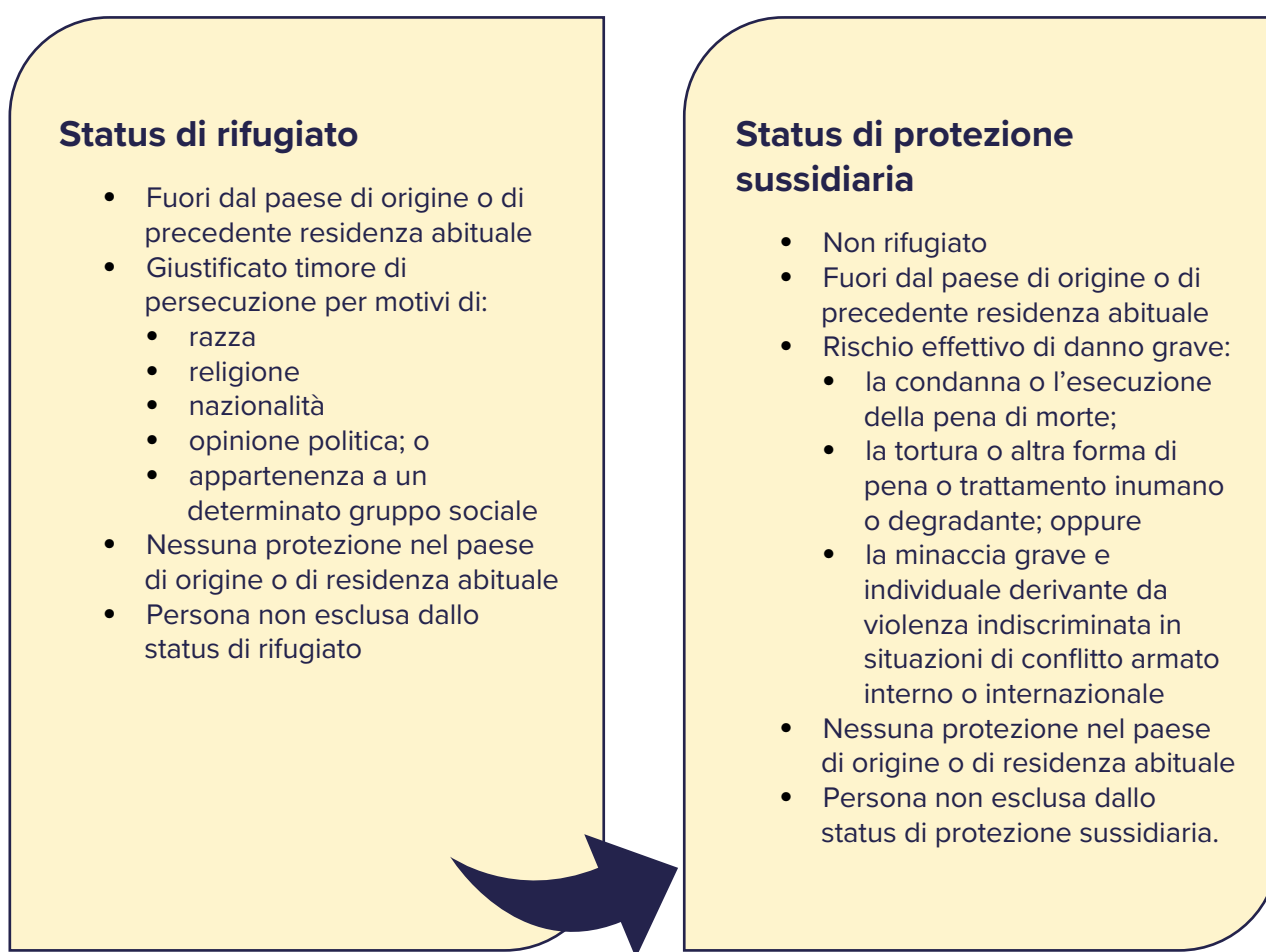 Status di rifugiato
• Fuori dal paese di origine o di
precedente residenza abituale
• Giustificato timore di
persecuzione per motivi di:
• razza
• religione
• nazionalità
• opinione politica; o
• appartenenza a un
determinato gruppo sociale
• Nessuna protezione nel paese
di origine o di residenza abituale
• Persona non esclusa dallo
status di rifugiato
Status di protezione
sussidiaria
• Non rifugiato
• Fuori dal paese di origine o di
precedente residenza abituale
• Rischio effettivo di danno grave:
• la condanna o l’esecuzione
della pena di morte;
• la tortura o altra forma di
pena o trattamento inumano
o degradante; oppure
• la minaccia grave e
individuale derivante da
violenza indiscriminata in
situazioni di conflitto armato
interno o internazionale
• Nessuna protezione nel paese
di origine o di residenza abituale
• Persona non esclusa dallo
status di protezione sussidiaria.